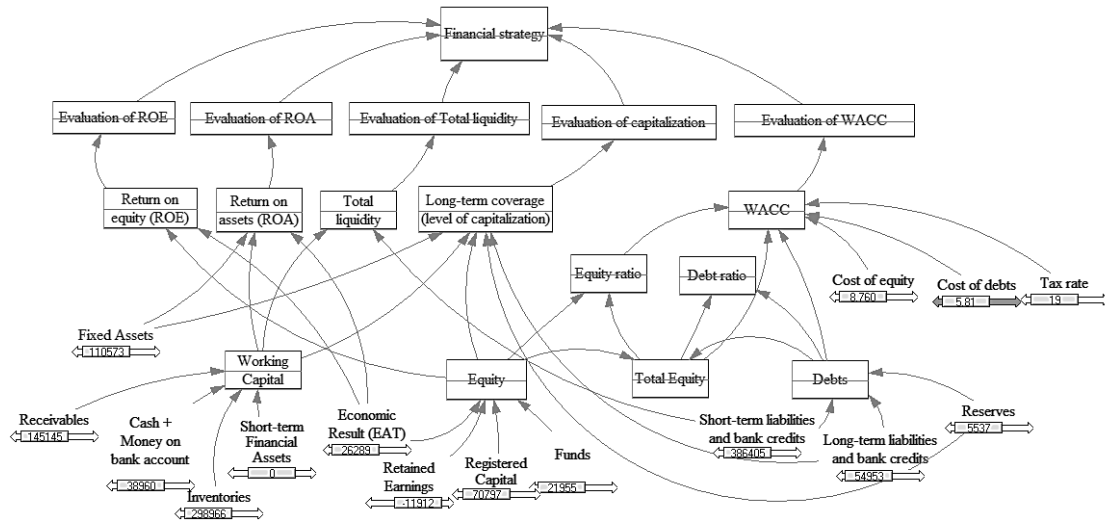 Financial strategy
Evaluation of ROE
Evaluation of ROA
Evaluation of Total liquidity
Evaluation of capitalization
Evaluation of WACC
Return on
equity (ROE)
Return on
assets (ROA)
Total
liquidity
Long-term coverage
(level of capitalization)
WACC
Equity ratio
Debt ratio
Cost of equity
8.760
Cost of debts
5.81
Tax rate
19
Fixed Assets
110573
Working
Capital
Equity
Total Equity
Debts
Receivables
145145
Cash +
Money on
bank account
38960
Inventories
298966
Short-term
Financial
Assets
0
Economic
Result (EAT)
26289
Retained
Earnings
-11912
Registered
Capital
70797
Funds
21955
Short-term liabilities
and bank credits
386405
Long-term liabilities
and bank credits
54953
Reserves
5537